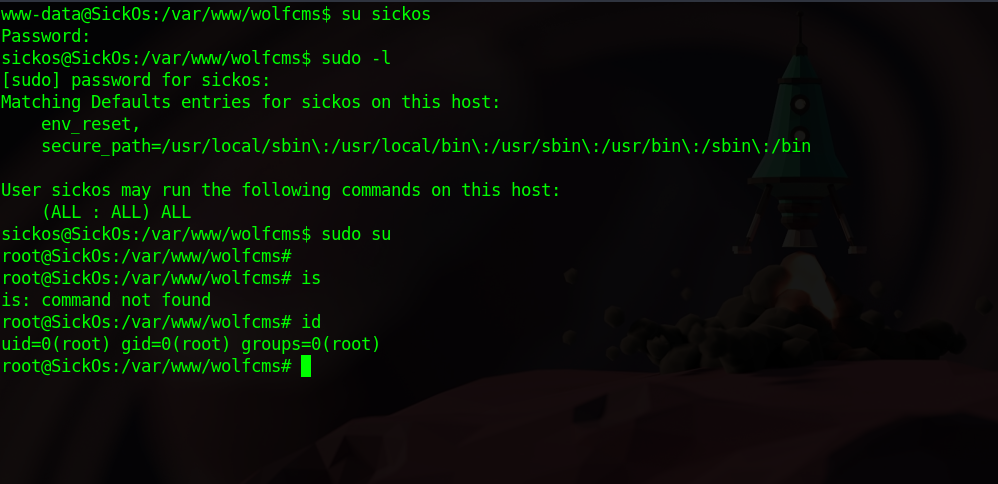 www-data@SickOs:/var/www/wolfcms$ su sickos
Password:
sickos@SickOs:/var/www/wolfcms$ sudo -l
[sudo] password for sickos:
Matching Defaults entries for sickos on this host:
    env_reset,
    secure_path=/usr/local/sbin\:/usr/local/bin\:/usr/sbin\:/usr/bin\:/sbin\:/bin

User sickos may run the following commands on this host:
    (ALL : ALL) ALL
sickos@SickOs:/var/www/wolfcms$ sudo su
root@SickOs:/var/www/wolfcms#
root@SickOs:/var/www/wolfcms# is
is: command not found
root@SickOs:/var/www/wolfcms# id
uid=0(root) gid=0(root) groups=0(root)
root@SickOs:/var/www/wolfcms#